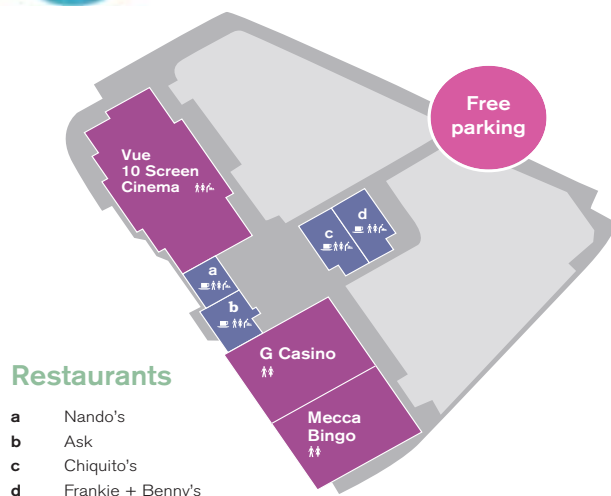 Free
parking
Vue
10 Screen
Cinema
d
c
a
b
G Casino
Mecca
Bingo
Restaurants
a Nando's
b Ask
c Chiquito's
d Frankie + Benny's